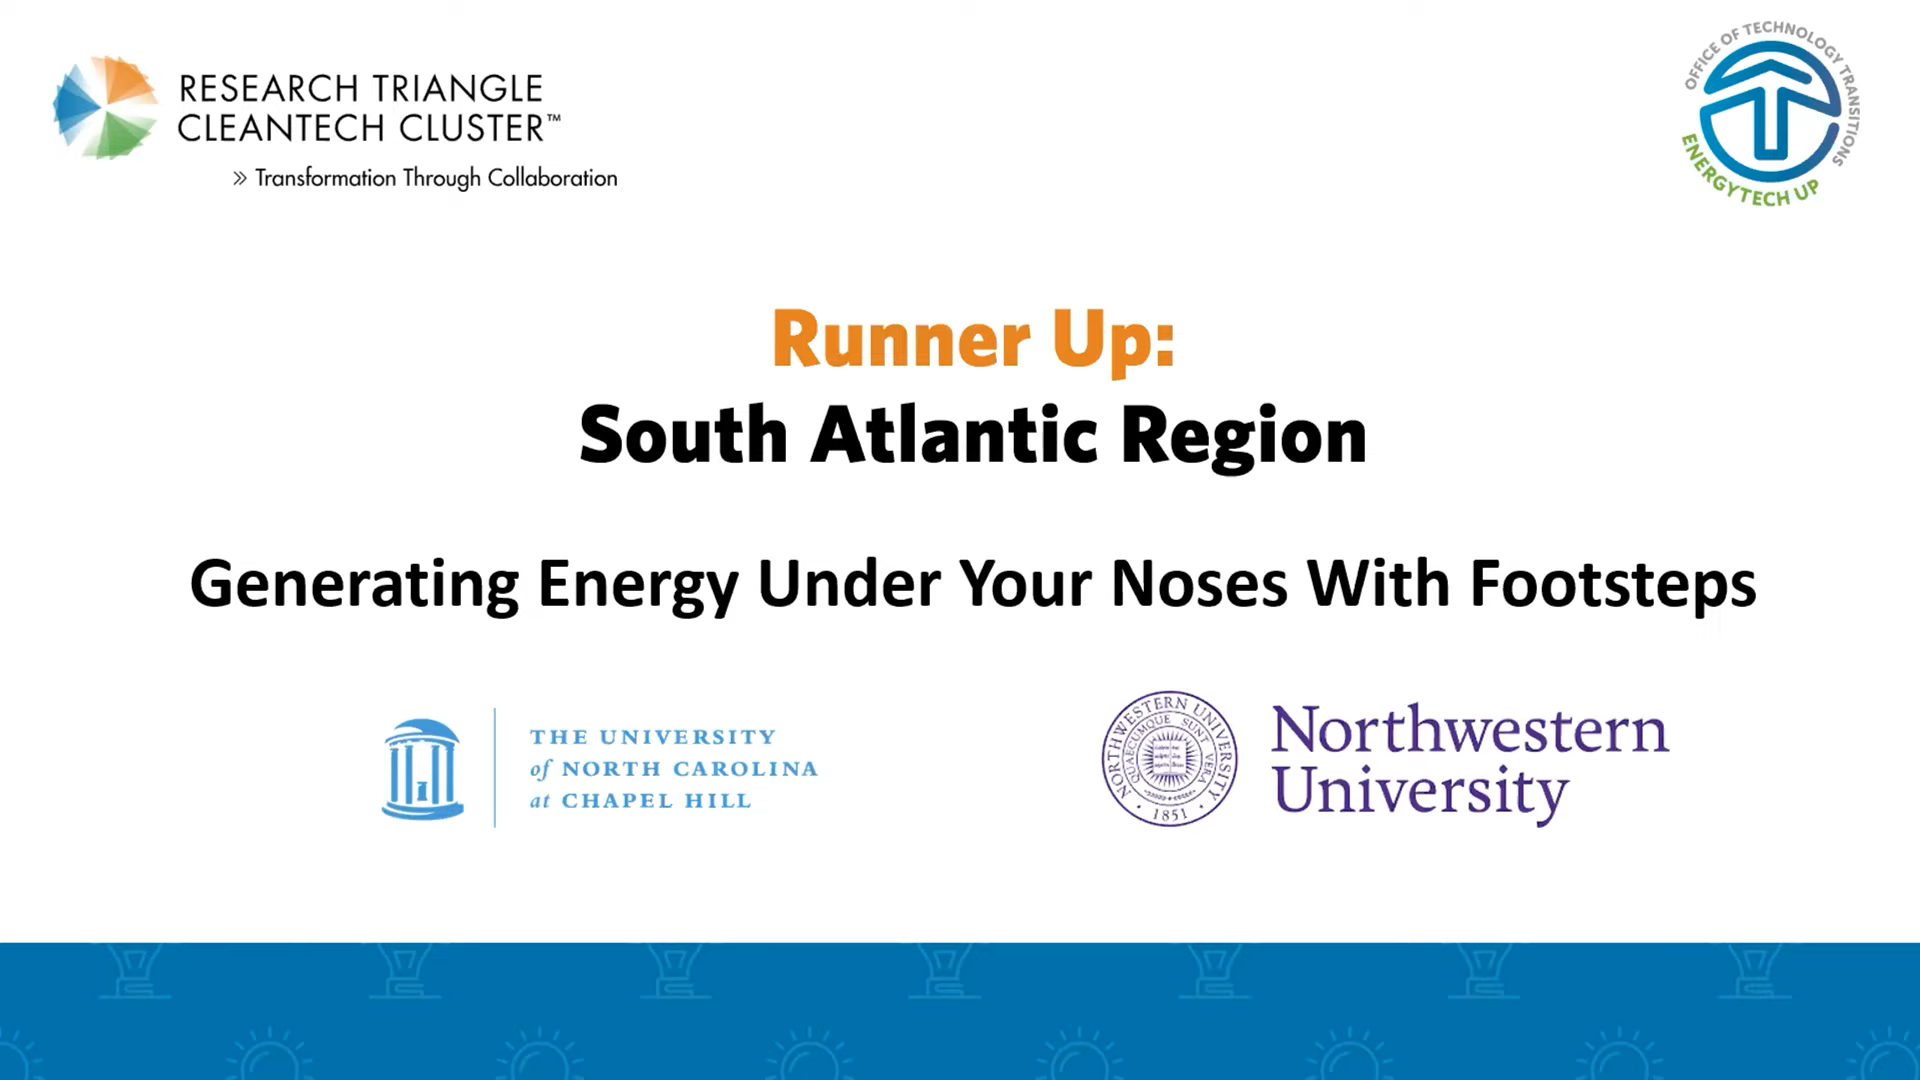 RESEARCH TRIANGLE
CLEANTECH CLUSTER™
» Transformation Through Collaboration
OFFICE OF TECHNOLOGY TRANSITIONS
ENERGYTECH UP
Runner Up:
South Atlantic Region
Generating Energy Under Your Noses With Footsteps
THE UNIVERSITY
of NORTH CAROLINA
at CHAPEL HILL
NORTHWESTERN UNIVERSITY
QUAECUMQUE SUNT VERA
1851
Northwestern
University